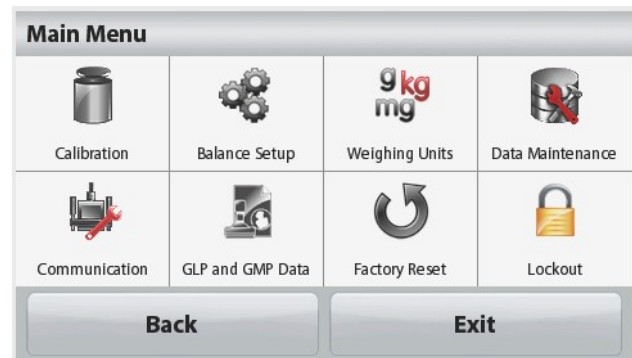 Main Menu
g kg
mg
Calibration
Balance Setup
Weighing Units
Data Maintenance
Communication
GLP and GMP Data
Factory Reset
Lockout
Back
Exit